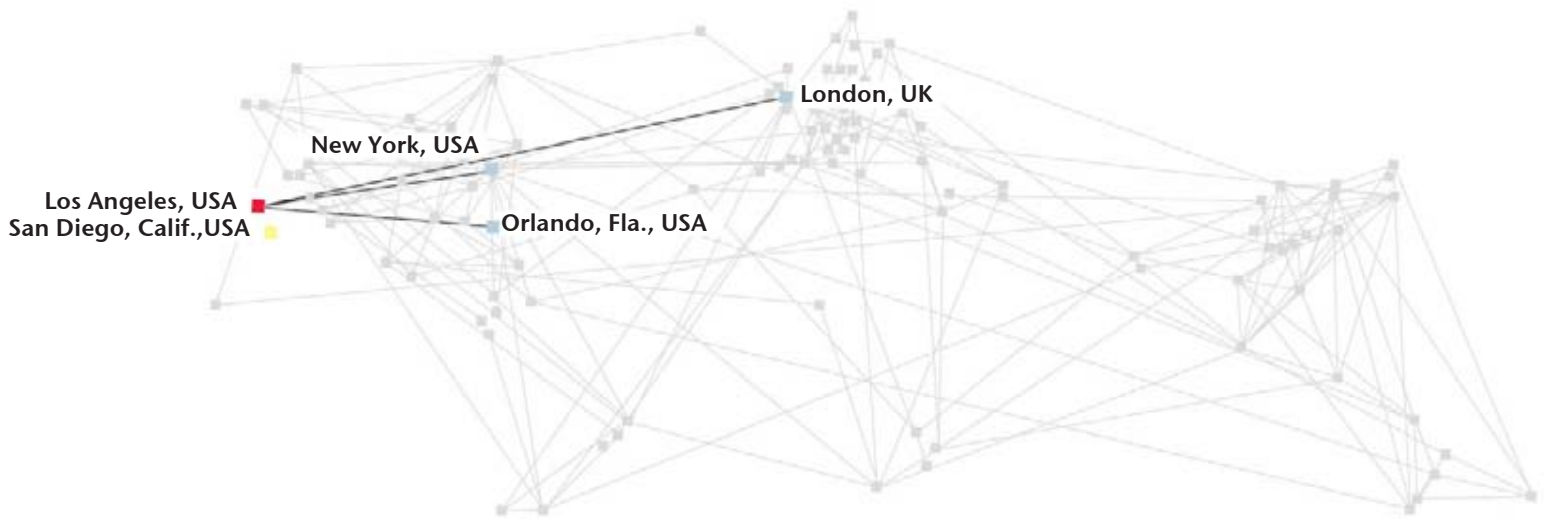 London, UK
New York, USA
Los Angeles, USA
San Diego, Calif.,USA
Orlando, Fla., USA